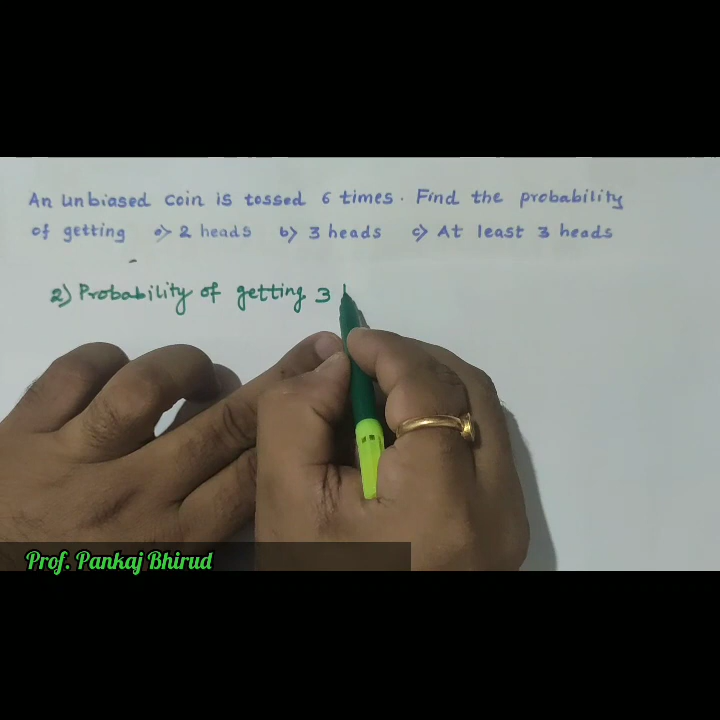 An unbiased coin is tossed 6 times. Find the probability
of getting a) 2 heads b) 3 heads c) At least 3 heads
2) Probability of getting 3
Prof. Pankaj Bhirud